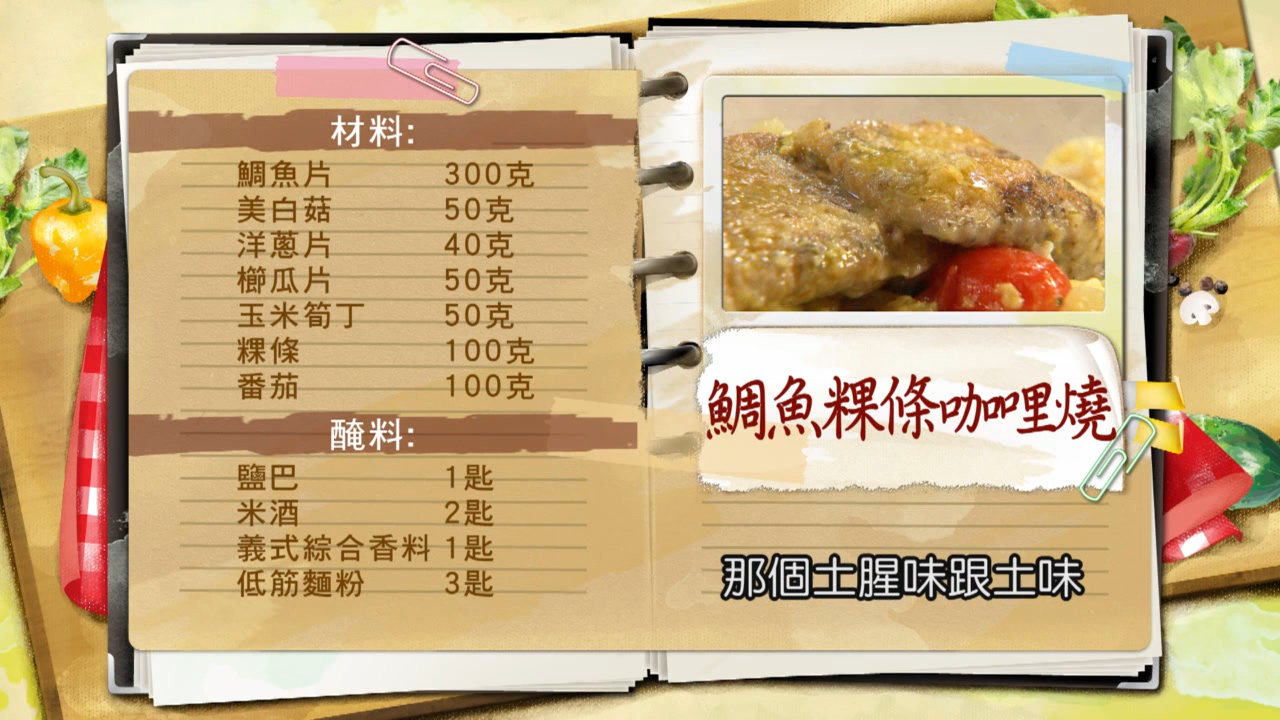 材料:
鯛魚片 300克
美白菇 50克
洋蔥片 40克
櫛瓜片 50克
玉米筍丁 50克
粿條 100克
番茄 100克
醃料:
鹽巴 1匙
米酒 2匙
義式綜合香料 1匙
低筋麵粉 3匙
鯛魚粿條咖哩燒
那個土腥味跟土味